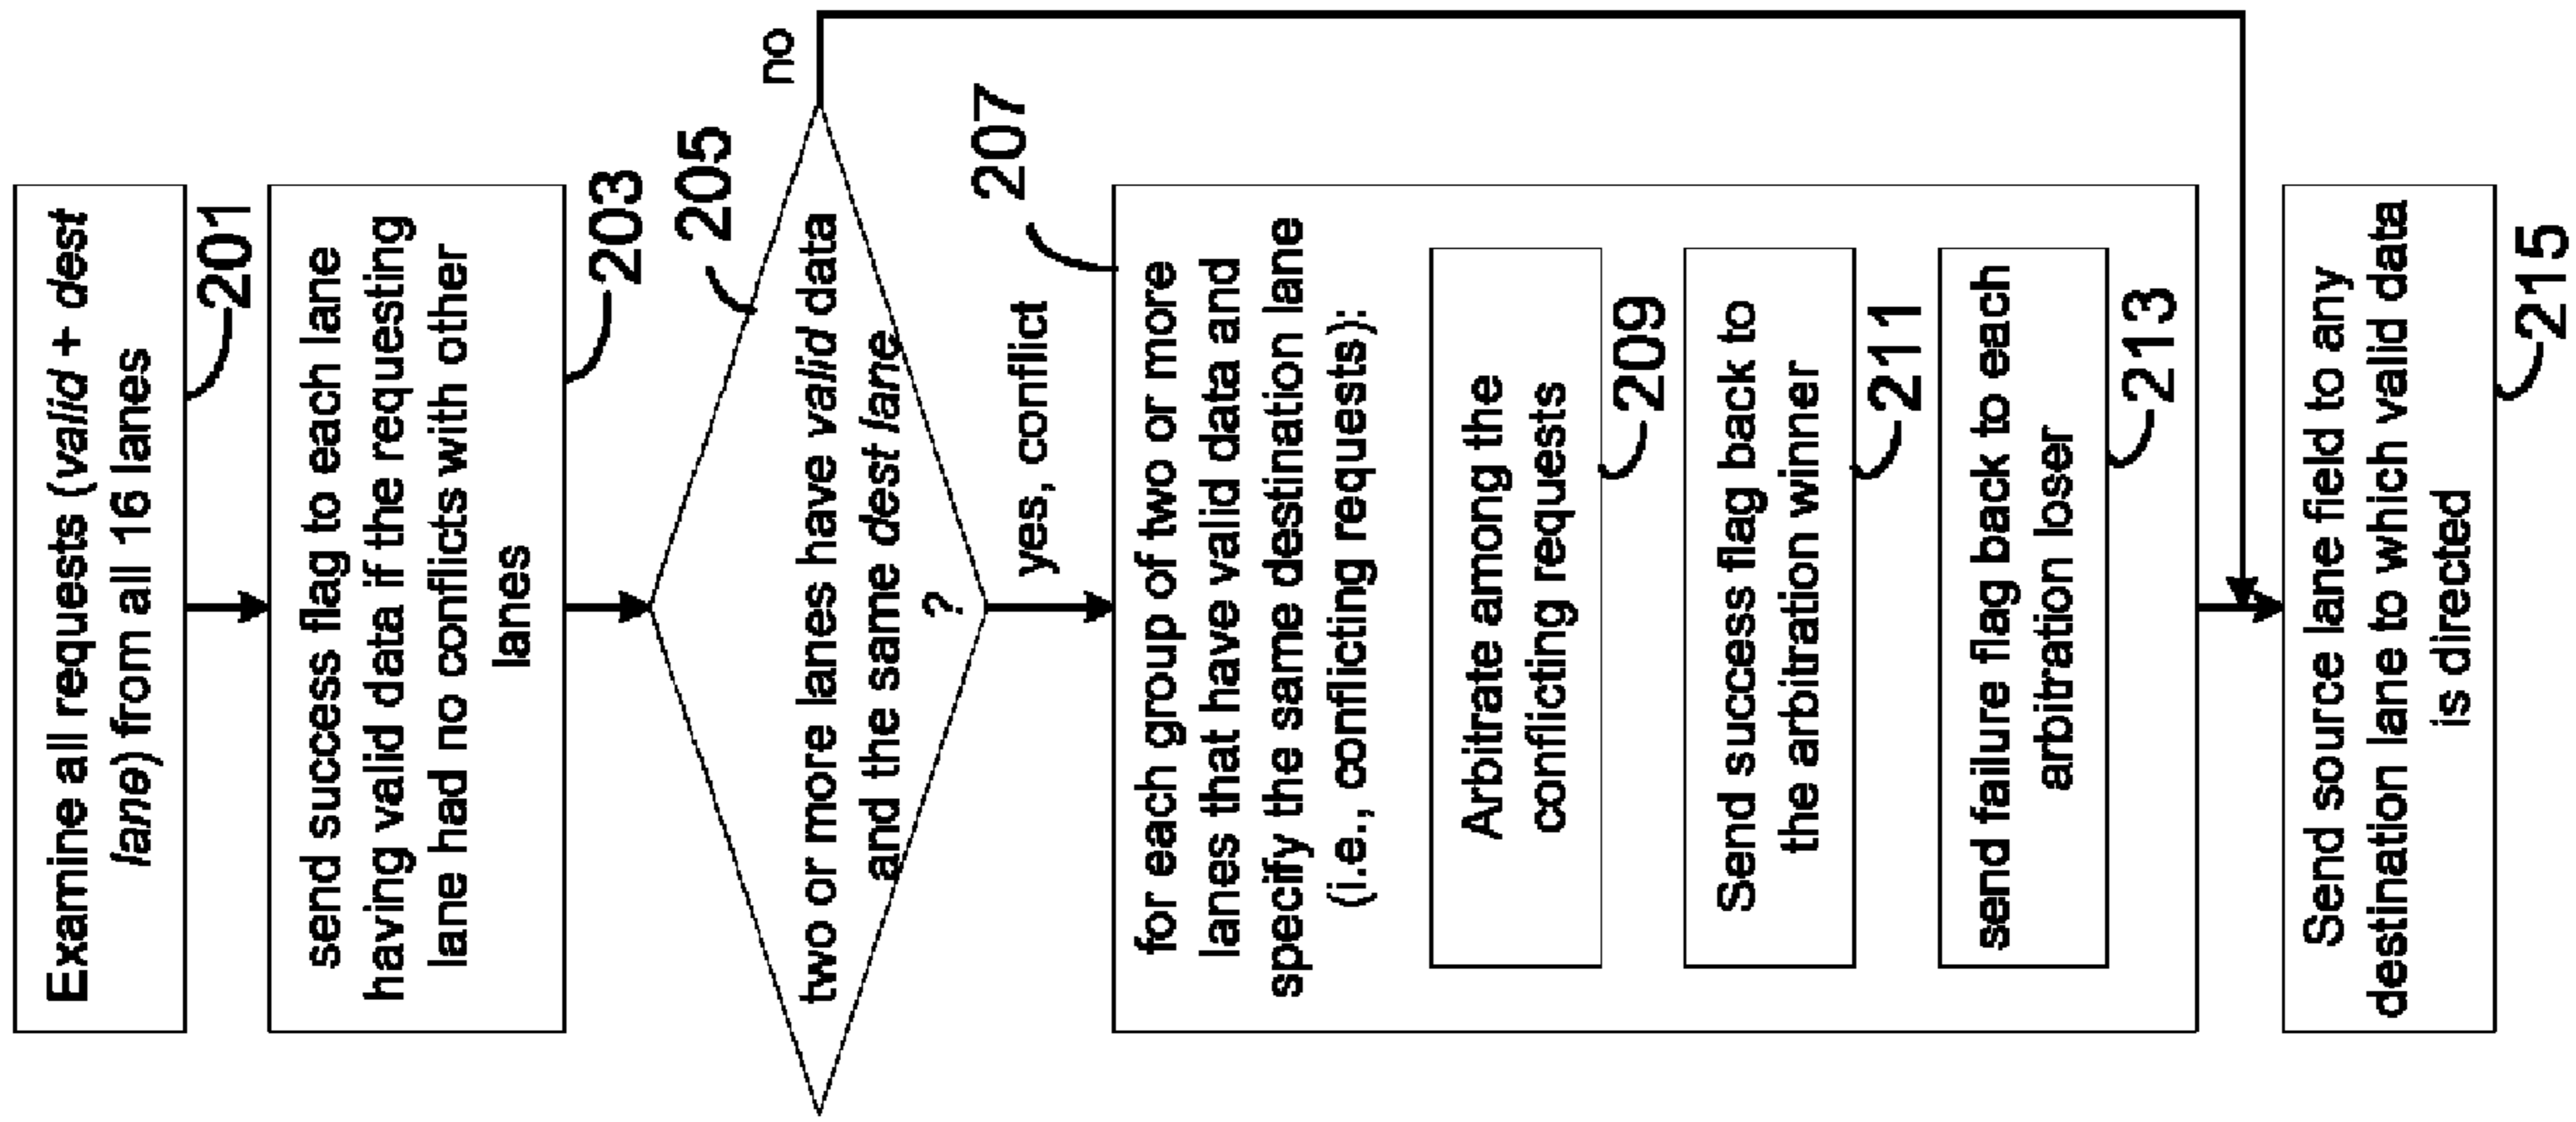 Examine all requests (valid + dest
lane) from all 16 lanes
201
send success flag to each lane
having valid data if the requesting
lane had no conflicts with other
lanes
203
205
two or more lanes have valid data
and the same dest lane
?
no
yes, conflict
207
for each group of two or more
lanes that have valid data and
specify the same destination lane
(i.e., conflicting requests):
Arbitrate among the
conflicting requests
209
Send success flag back to
the arbitration winner
211
send failure flag back to each
arbitration loser
213
Send source lane field to any
destination lane to which valid data
is directed
215